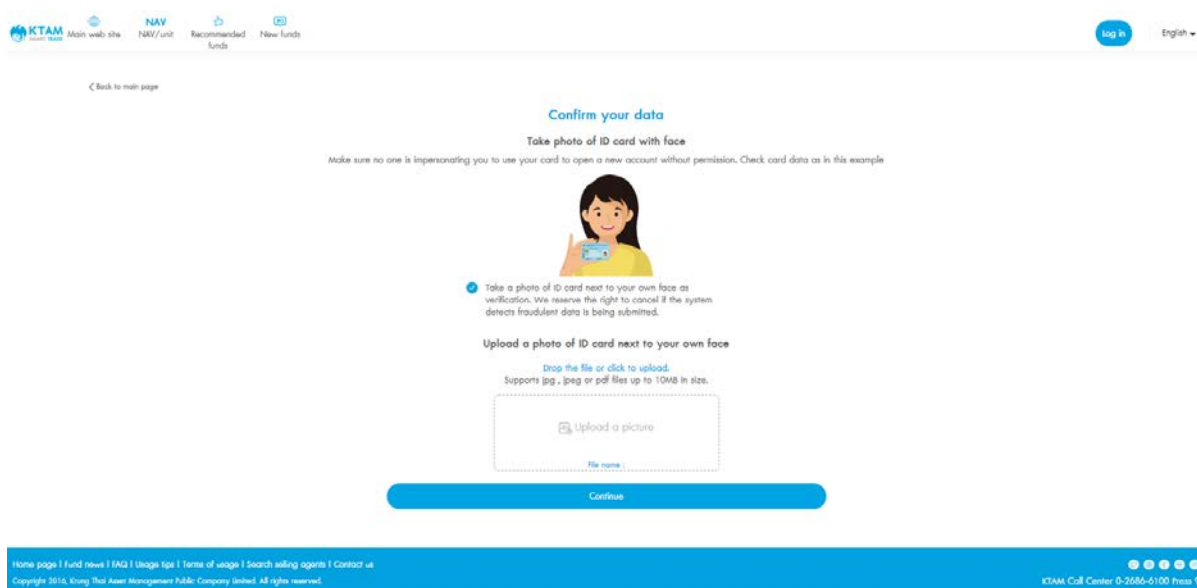 KTAM
SMART TRADE
Main web site
NAV
NAV/unit
Recommended
funds
New funds
Log in
English
Back to main page
Confirm your data
Take photo of ID card with face
Make sure no one is impersonating you to use your card to open a new account without permission. Check card data as in this example
Take a photo of ID card next to your own face as
verification. We reserve the right to cancel if the system
detects fraudulent data is being submitted.
Upload a photo of ID card next to your own face
Drop the file or click to upload.
Supports jpg , jpeg or pdf files up to 10MB in size.
Upload a picture
File name :
Continue
Home page | Fund news | FAQ | Usage tips | Terms of usage | Search selling agents | Contact us
Copyright 2016, Krung Thai Asset Management Public Company Limited. All rights reserved.
KTAM Call Center 0-2686-6100 Press